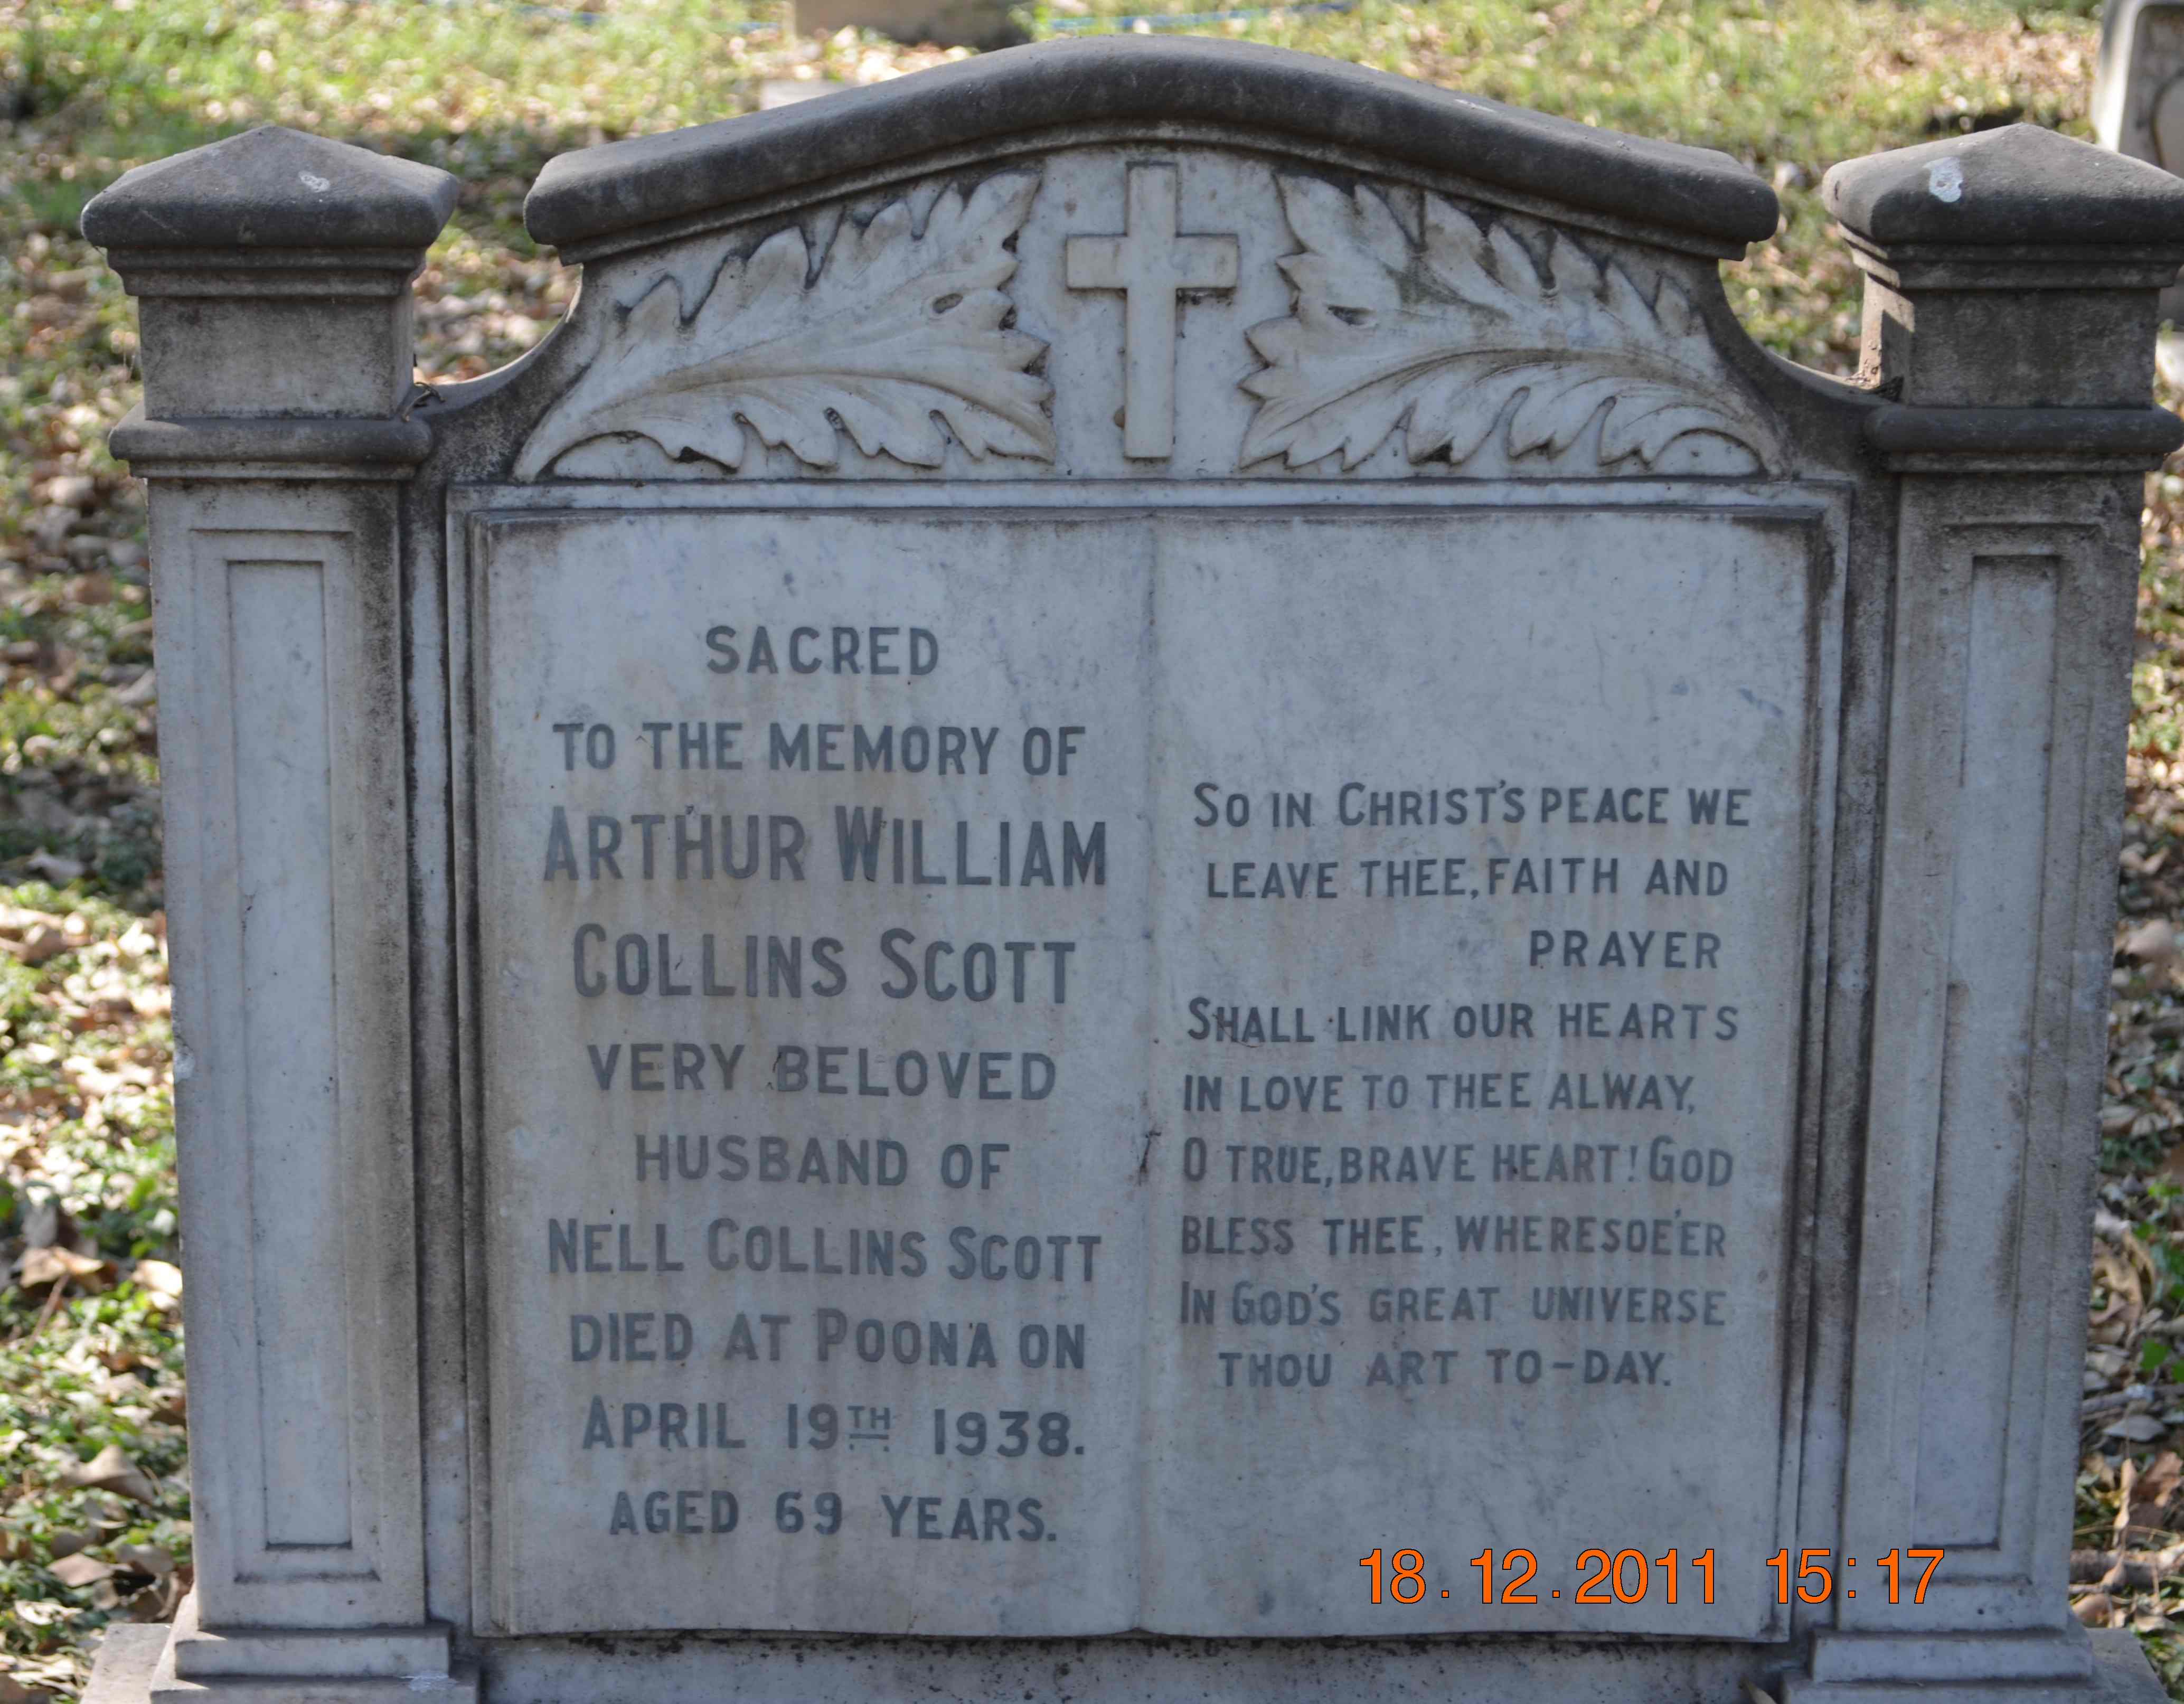 SACRED
TO THE MEMORY OF
ARTHUR WILLIAM
COLLINS SCOTT
VERY BELOVED
HUSBAND OF
NELL COLLINS SCOTT
DIED AT POONA ON
APRIL 19TH 1938.
AGED 69 YEARS.
SO IN CHRIST'S PEACE WE
LEAVE THEE, FAITH AND
PRAYER
SHALL LINK OUR HEARTS
IN LOVE TO THEE ALWAY,
O TRUE, BRAVE HEART! GOD
BLESS THEE, WHERESOE'ER
IN GOD'S GREAT UNIVERSE
THOU ART TO-DAY.
18.12.2011 15:17